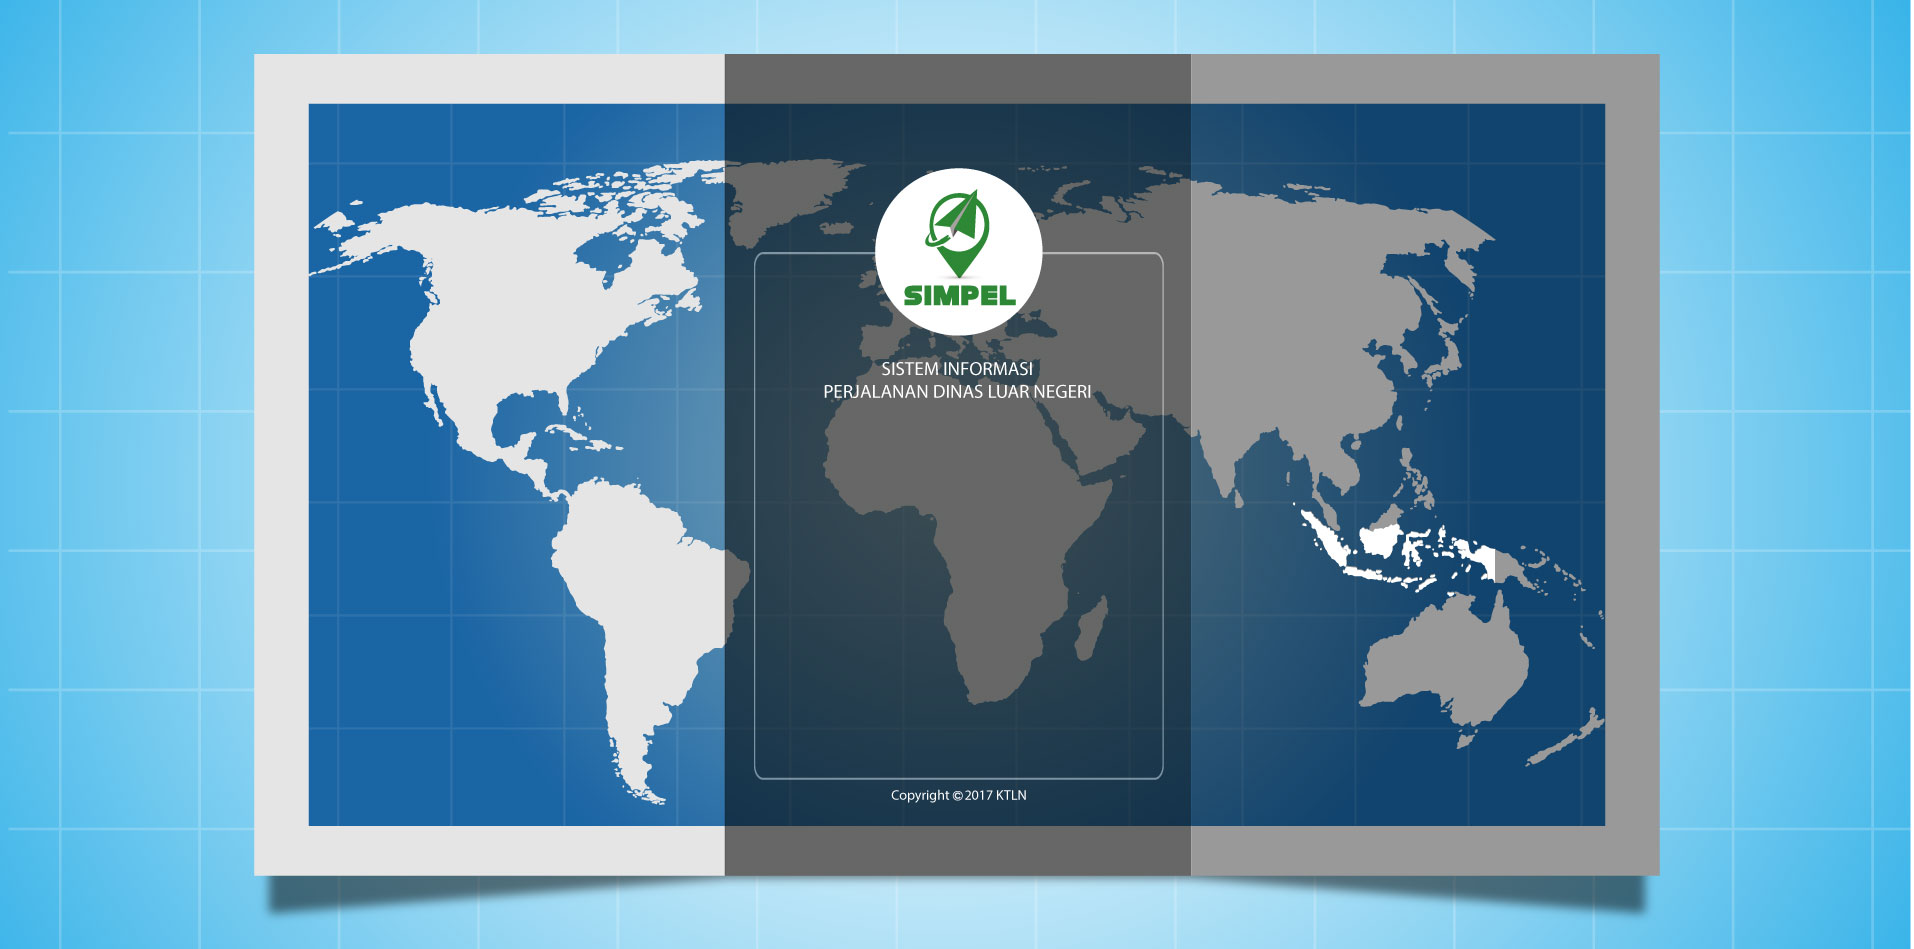 SIMPEL
SISTEM INFORMASI
PERJALANAN DINAS LUAR NEGERI
Copyright ©2017 KTLN